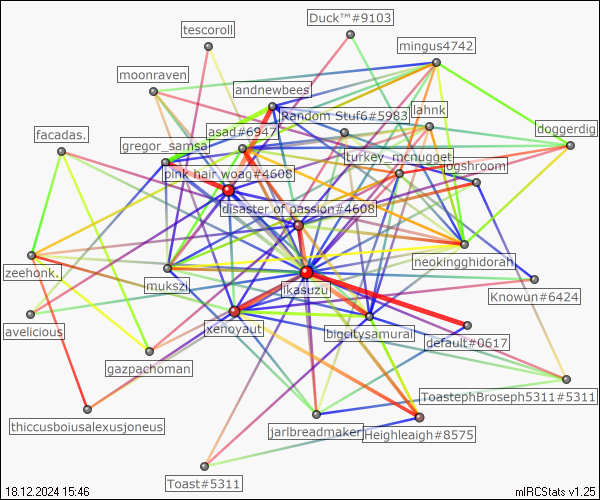 Duck™#9103
tescoroll
mingus4742
moonraven
andnewbees
lahnk
Random Stuf6#5983
doggerdig
asad#6947
facadas.
gregor_samsa
turkey_mcnugget
ogshroom
pink hair woag#4608
disaster of passion#4608
neokingghidorah
zeehonk.
mukszi
ikasuzu
Knowun#6424
avelicious
xenoyaut
bigcitysamurai
default#0617
gazpachoman
ToastephBroseph5311#5311
thiccusboiusalexusjoneus
jarlbreadmaker
Heighleaigh#8575
Toast#5311
18.12.2024 15:46
mIRCStats v1.25